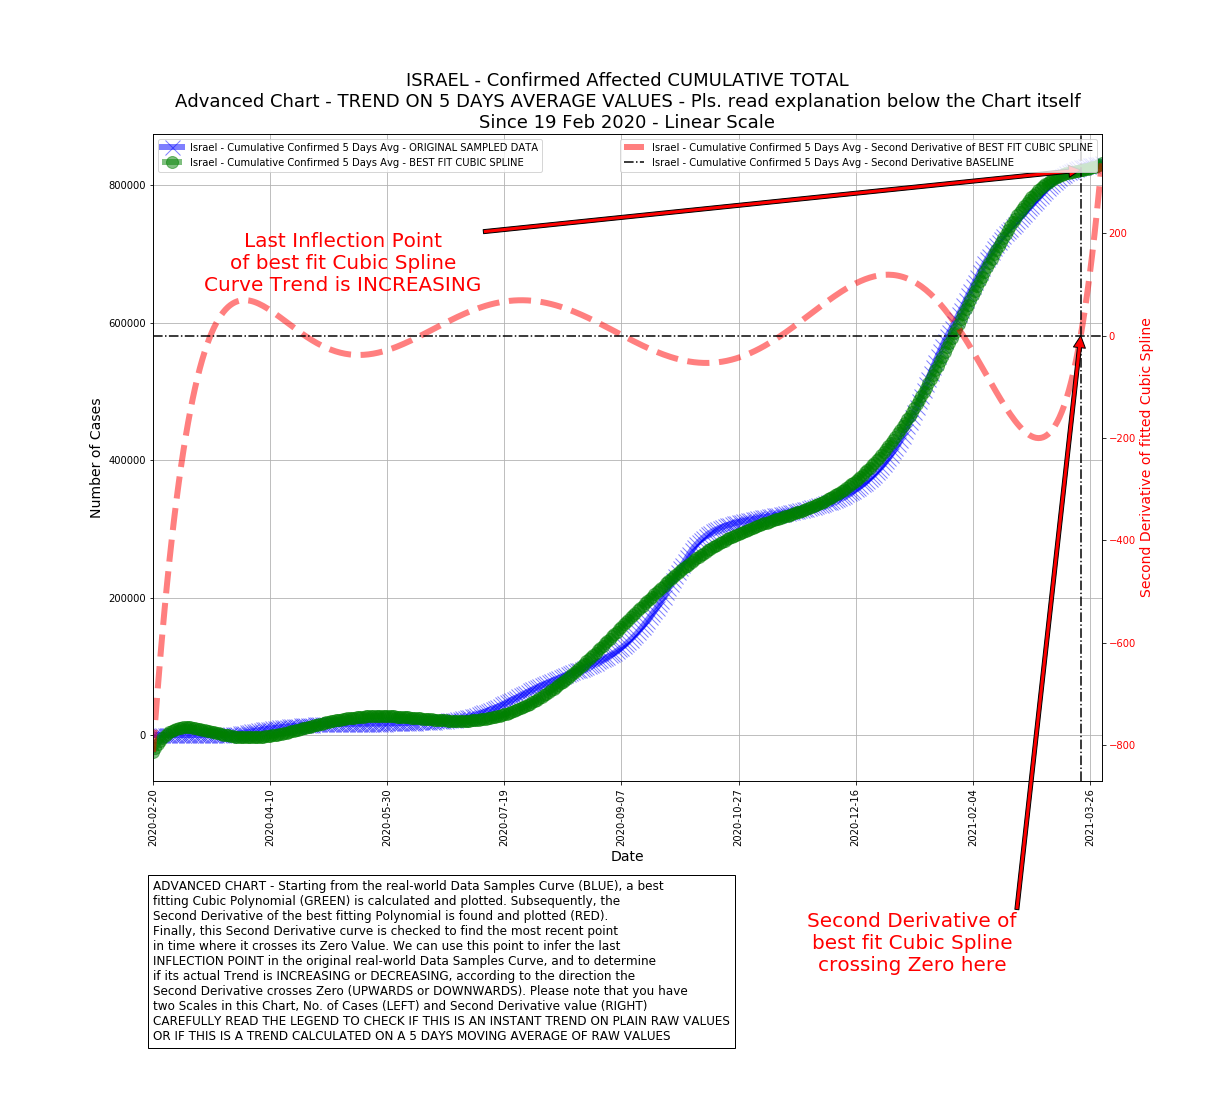 ISRAEL - Confirmed Affected CUMULATIVE TOTAL
Advanced Chart - TREND ON 5 DAYS AVERAGE VALUES - Pls. read explanation below the Chart itself
Since 19 Feb 2020 - Linear Scale
Israel - Cumulative Confirmed 5 Days Avg - ORIGINAL SAMPLED DATA
Israel - Cumulative Confirmed 5 Days Avg - BEST FIT CUBIC SPLINE
Israel - Cumulative Confirmed 5 Days Avg - Second Derivative of BEST FIT CUBIC SPLINE
Israel - Cumulative Confirmed 5 Days Avg - Second Derivative BASELINE
Last Inflection Point
of best fit Cubic Spline
Curve Trend is INCREASING
Number of Cases
800000
600000
400000
200000
0
200
0
−200
−400
−600
−800
Second Derivative of fitted Cubic Spline
2020-02-20
2020-04-10
2020-05-30
2020-07-19
2020-09-07
2020-10-27
2020-12-16
2021-02-04
2021-03-26
Date
ADVANCED CHART - Starting from the real-world Data Samples Curve (BLUE), a best
fitting Cubic Polynomial (GREEN) is calculated and plotted. Subsequently, the
Second Derivative of the best fitting Polynomial is found and plotted (RED).
Finally, this Second Derivative curve is checked to find the most recent point
in time where it crosses its Zero Value. We can use this point to infer the last
INFLECTION POINT in the original real-world Data Samples Curve, and to determine
if its actual Trend is INCREASING or DECREASING, according to the direction the
Second Derivative crosses Zero (UPWARDS or DOWNWARDS). Please note that you have
two Scales in this Chart, No. of Cases (LEFT) and Second Derivative value (RIGHT)
CAREFULLY READ THE LEGEND TO CHECK IF THIS IS AN INSTANT TREND ON PLAIN RAW VALUES
OR IF THIS IS A TREND CALCULATED ON A 5 DAYS MOVING AVERAGE OF RAW VALUES
Second Derivative of
best fit Cubic Spline
crossing Zero here